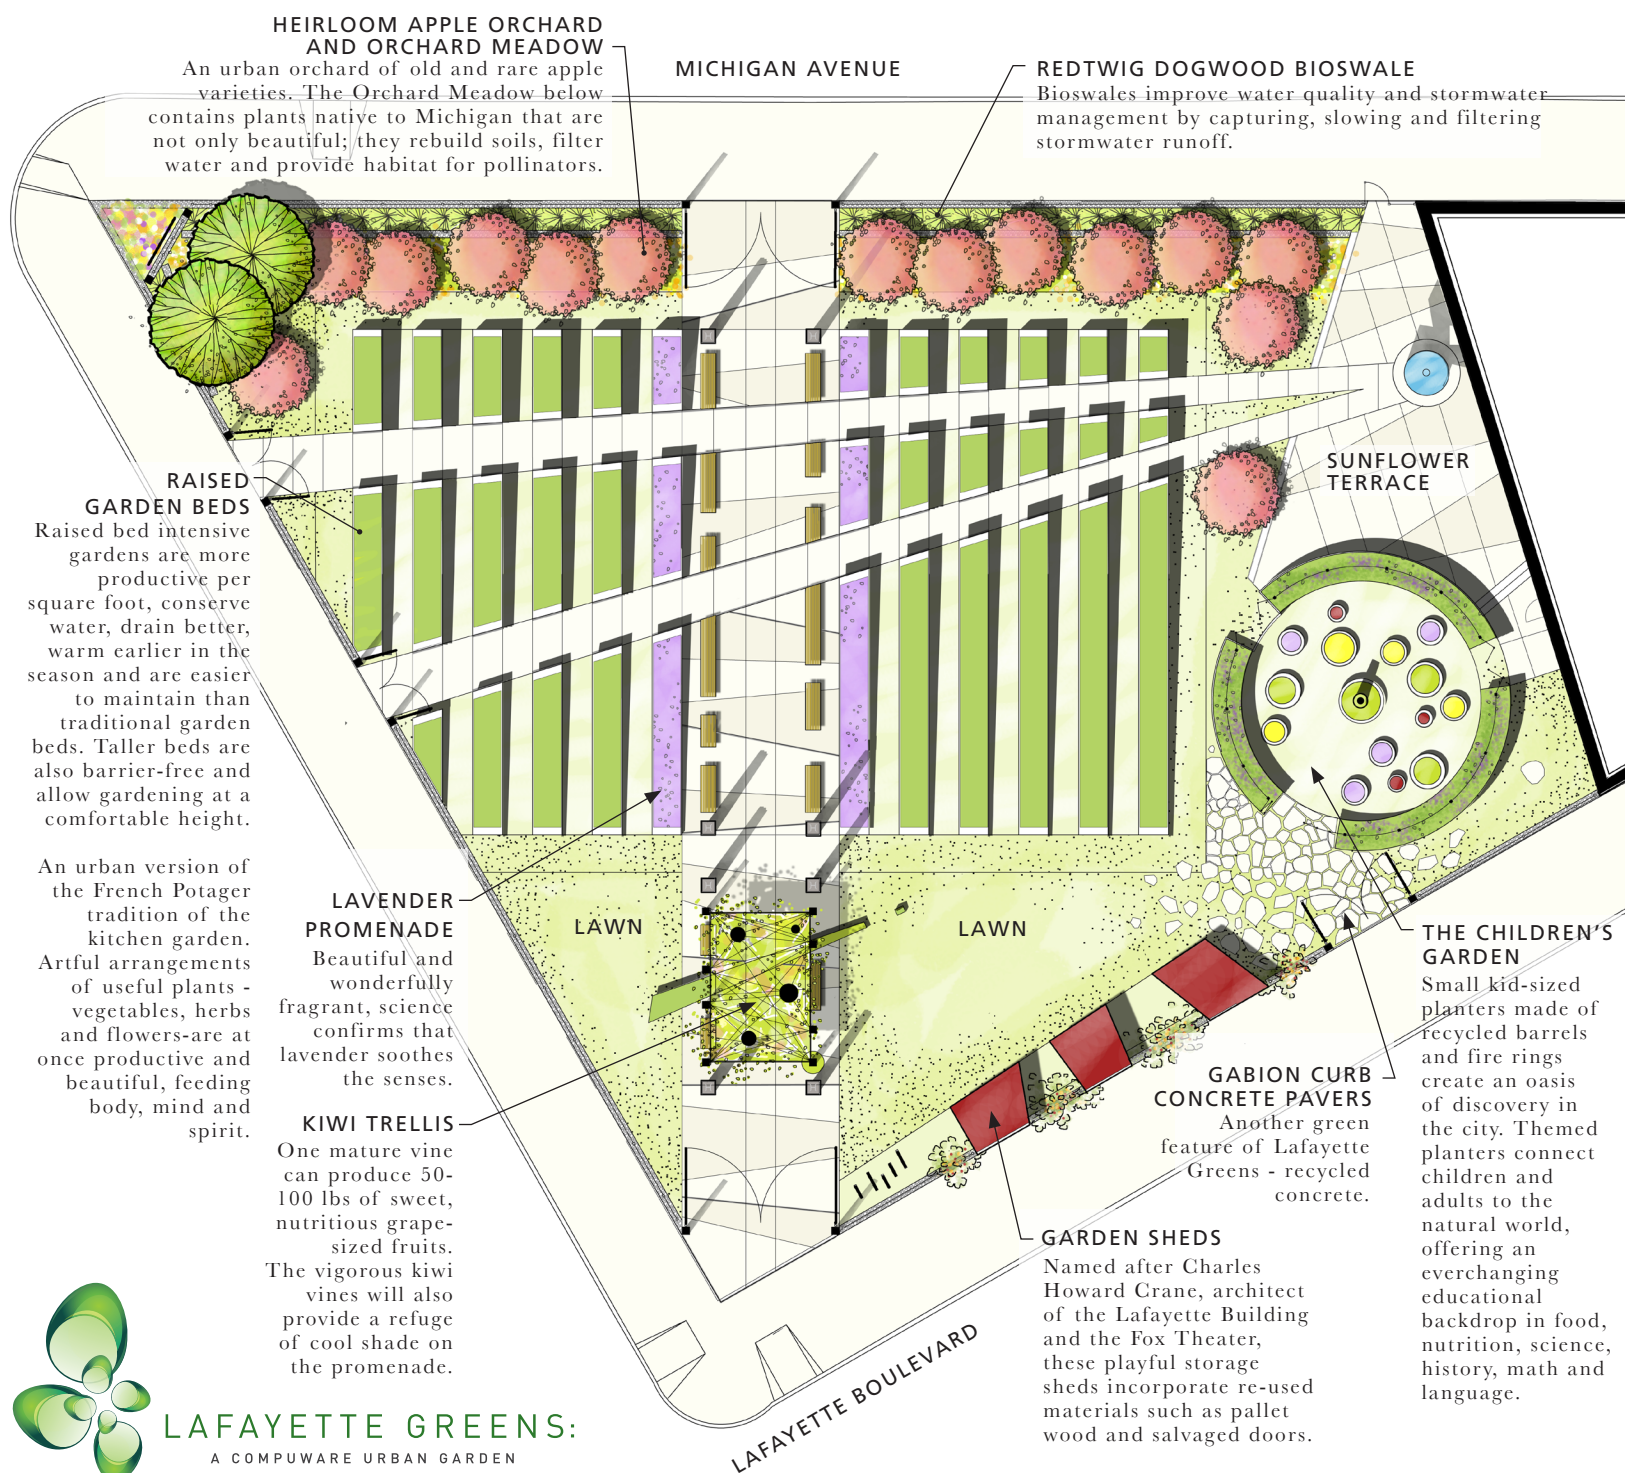 HEIRLOOM APPLE ORCHARD
AND ORCHARD MEADOW
An urban orchard of old and rare apple
varieties. The Orchard Meadow below
contains plants native to Michigan that are
not only beautiful; they rebuild soils, filter
water and provide habitat for pollinators.
MICHIGAN AVENUE
REDTWIG DOGWOOD BIOSWALE
Bioswales improve water quality and stormwater
management by capturing, slowing and filtering
stormwater runoff.
RAISED
GARDEN BEDS
Raised bed intensive
gardens are more
productive per
square foot, conserve
water, drain better,
warm earlier in the
season and are easier
to maintain than
traditional garden
beds. Taller beds are
also barrier-free and
allow gardening at a
comfortable height.
An urban version of
the French Potager
tradition of the
kitchen garden.
Artful arrangements
of useful plants -
vegetables, herbs
and flowers-are at
once productive and
beautiful, feeding
body, mind and
spirit.
SUNFLOWER
TERRACE
LAVENDER
PROMENADE
Beautiful and
wonderfully
fragrant, science
confirms that
lavender soothes
the senses.
LAWN
LAWN
KIWI TRELLIS
One mature vine
can produce 50-
100 lbs of sweet,
nutritious grape-
sized fruits.
The vigorous kiwi
vines will also
provide a refuge
of cool shade on
the promenade.
THE CHILDREN'S
GARDEN
Small kid-sized
planters made of
recycled barrels
and fire rings
create an oasis
of discovery in
the city. Themed
planters connect
children and
adults to the
natural world,
offering an
everchanging
educational
backdrop in food,
nutrition, science,
history, math and
language.
GABION CURB
CONCRETE PAVERS
Another green
feature of Lafayette
Greens - recycled
concrete.
GARDEN SHEDS
Named after Charles
Howard Crane, architect
of the Lafayette Building
and the Fox Theater,
these playful storage
sheds incorporate re-used
materials such as pallet
wood and salvaged doors.
LAFAYETTE BOULEVARD
LAFAYETTE GREENS:
A COMPUWARE URBAN GARDEN